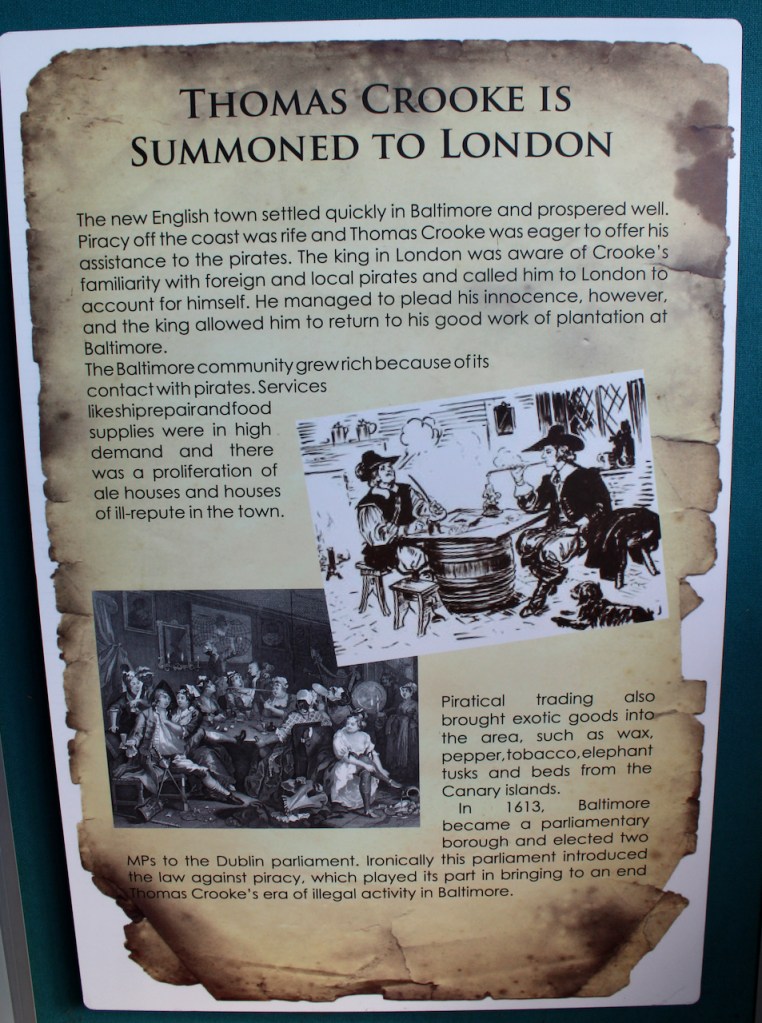 THOMAS CROOKE IS
SUMMONED TO LONDON
The new English town settled quickly in Baltimore and prospered well.
Piracy off the coast was rife and Thomas Crooke was eager to offer his
assistance to the pirates. The king in London was aware of Crooke's
familiarity with foreign and local pirates and called him to London to
account for himself. He managed to plead his innocence, however,
and the king allowed him to return to his good work of plantation at
Baltimore.
The Baltimore community grew rich because of its
contact with pirates. Services
like ship repair and food
supplies were in high
demand and there
was a proliferation of
ale houses and houses
of ill-repute in the town.
Piratical trading also
brought exotic goods into
the area, such as wax,
pepper, tobacco, elephant
tusks and beds from the
Canary islands.
In 1613, Baltimore
became a parliamentary
borough and elected two
MPs to the Dublin parliament. Ironically this parliament introduced
the law against piracy, which played its part in bringing to an end
Thomas Crooke's era of illegal activity in Baltimore.